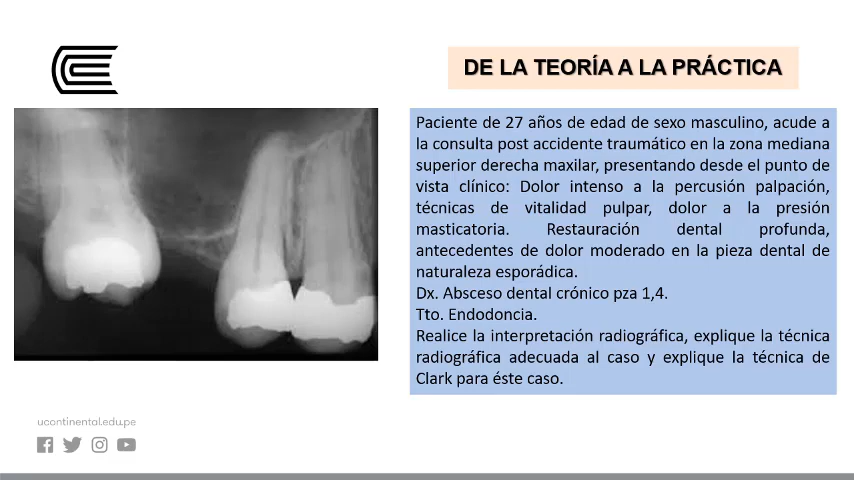 DE LA TEORÍA A LA PRÁCTICA
Paciente de 27 años de edad de sexo masculino, acude a
la consulta post accidente traumático en la zona mediana
superior derecha maxilar, presentando desde el punto de
vista clínico: Dolor intenso a la percusión palpación,
técnicas de vitalidad pulpar, dolor a la presión
masticatoria. Restauración dental profunda,
antecedentes de dolor moderado en la pieza dental de
naturaleza esporádica.
Dx. Absceso dental crónico pza 1,4.
Tto. Endodoncia.
Realice la interpretación radiográfica, explique la técnica
radiográfica adecuada al caso y explique la técnica de
Clark para éste caso.
ucontinental.edu.pe